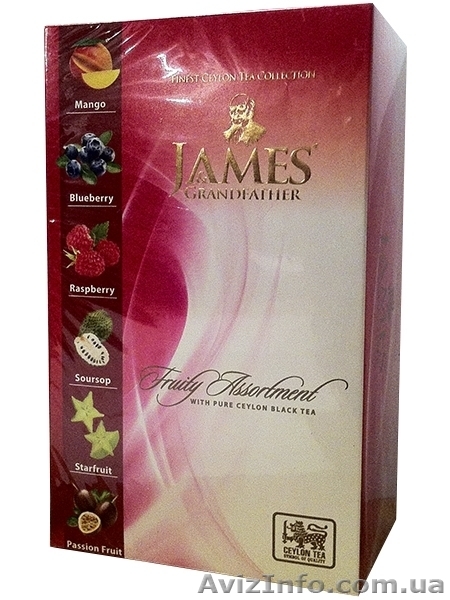 FINEST CEYLON TEA COLLECTION
JAMES
GRANDFATHER
Mango
Blueberry
Raspberry
Soursop
Starfruit
Passion Fruit
Fruity Assortment
WITH PURE CEYLON BLACK TEA
CEYLON TEA
SYMBOL OF QUALITY
AvizInfo.com.ua